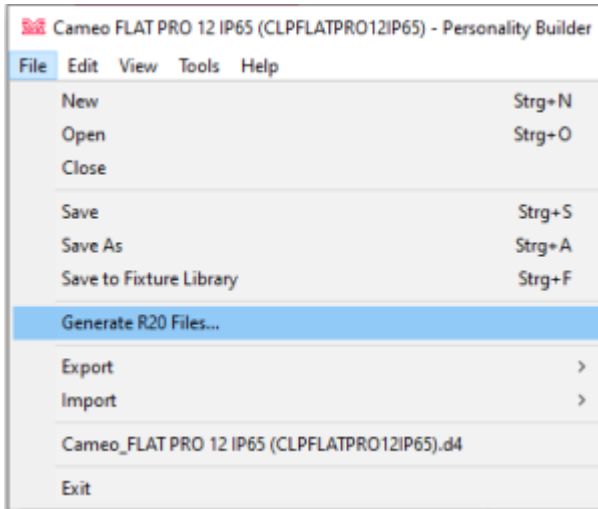 Cameo FLAT PRO 12 IP65 (CLPFLATPRO12IP65) - Personality Builder
File Edit View Tools Help
New Strg+N
Open Strg+O
Close
Save Strg+S
Save As Strg+A
Save to Fixture Library Strg+F
Generate R20 Files...
Export >
Import >
Cameo_FLAT PRO 12 IP65 (CLPFLATPRO12IP65).d4
Exit